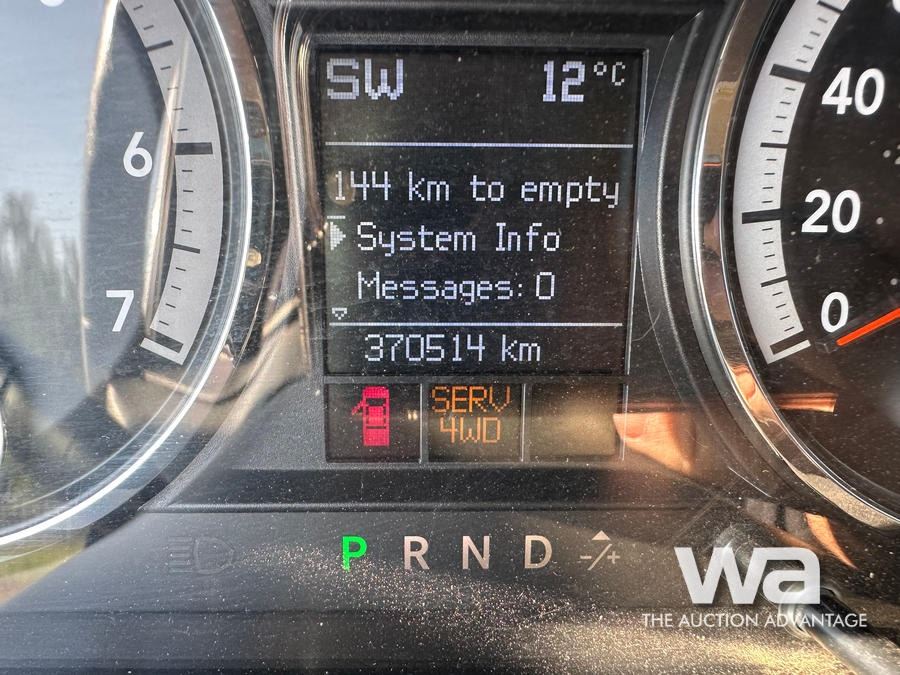 SW 12°C
144 km to empty
System Info
Messages: 0
370514 km
SERV
4WD
P R N D -/+
6
7
40
20
0
wa
THE AUCTION ADVANTAGE